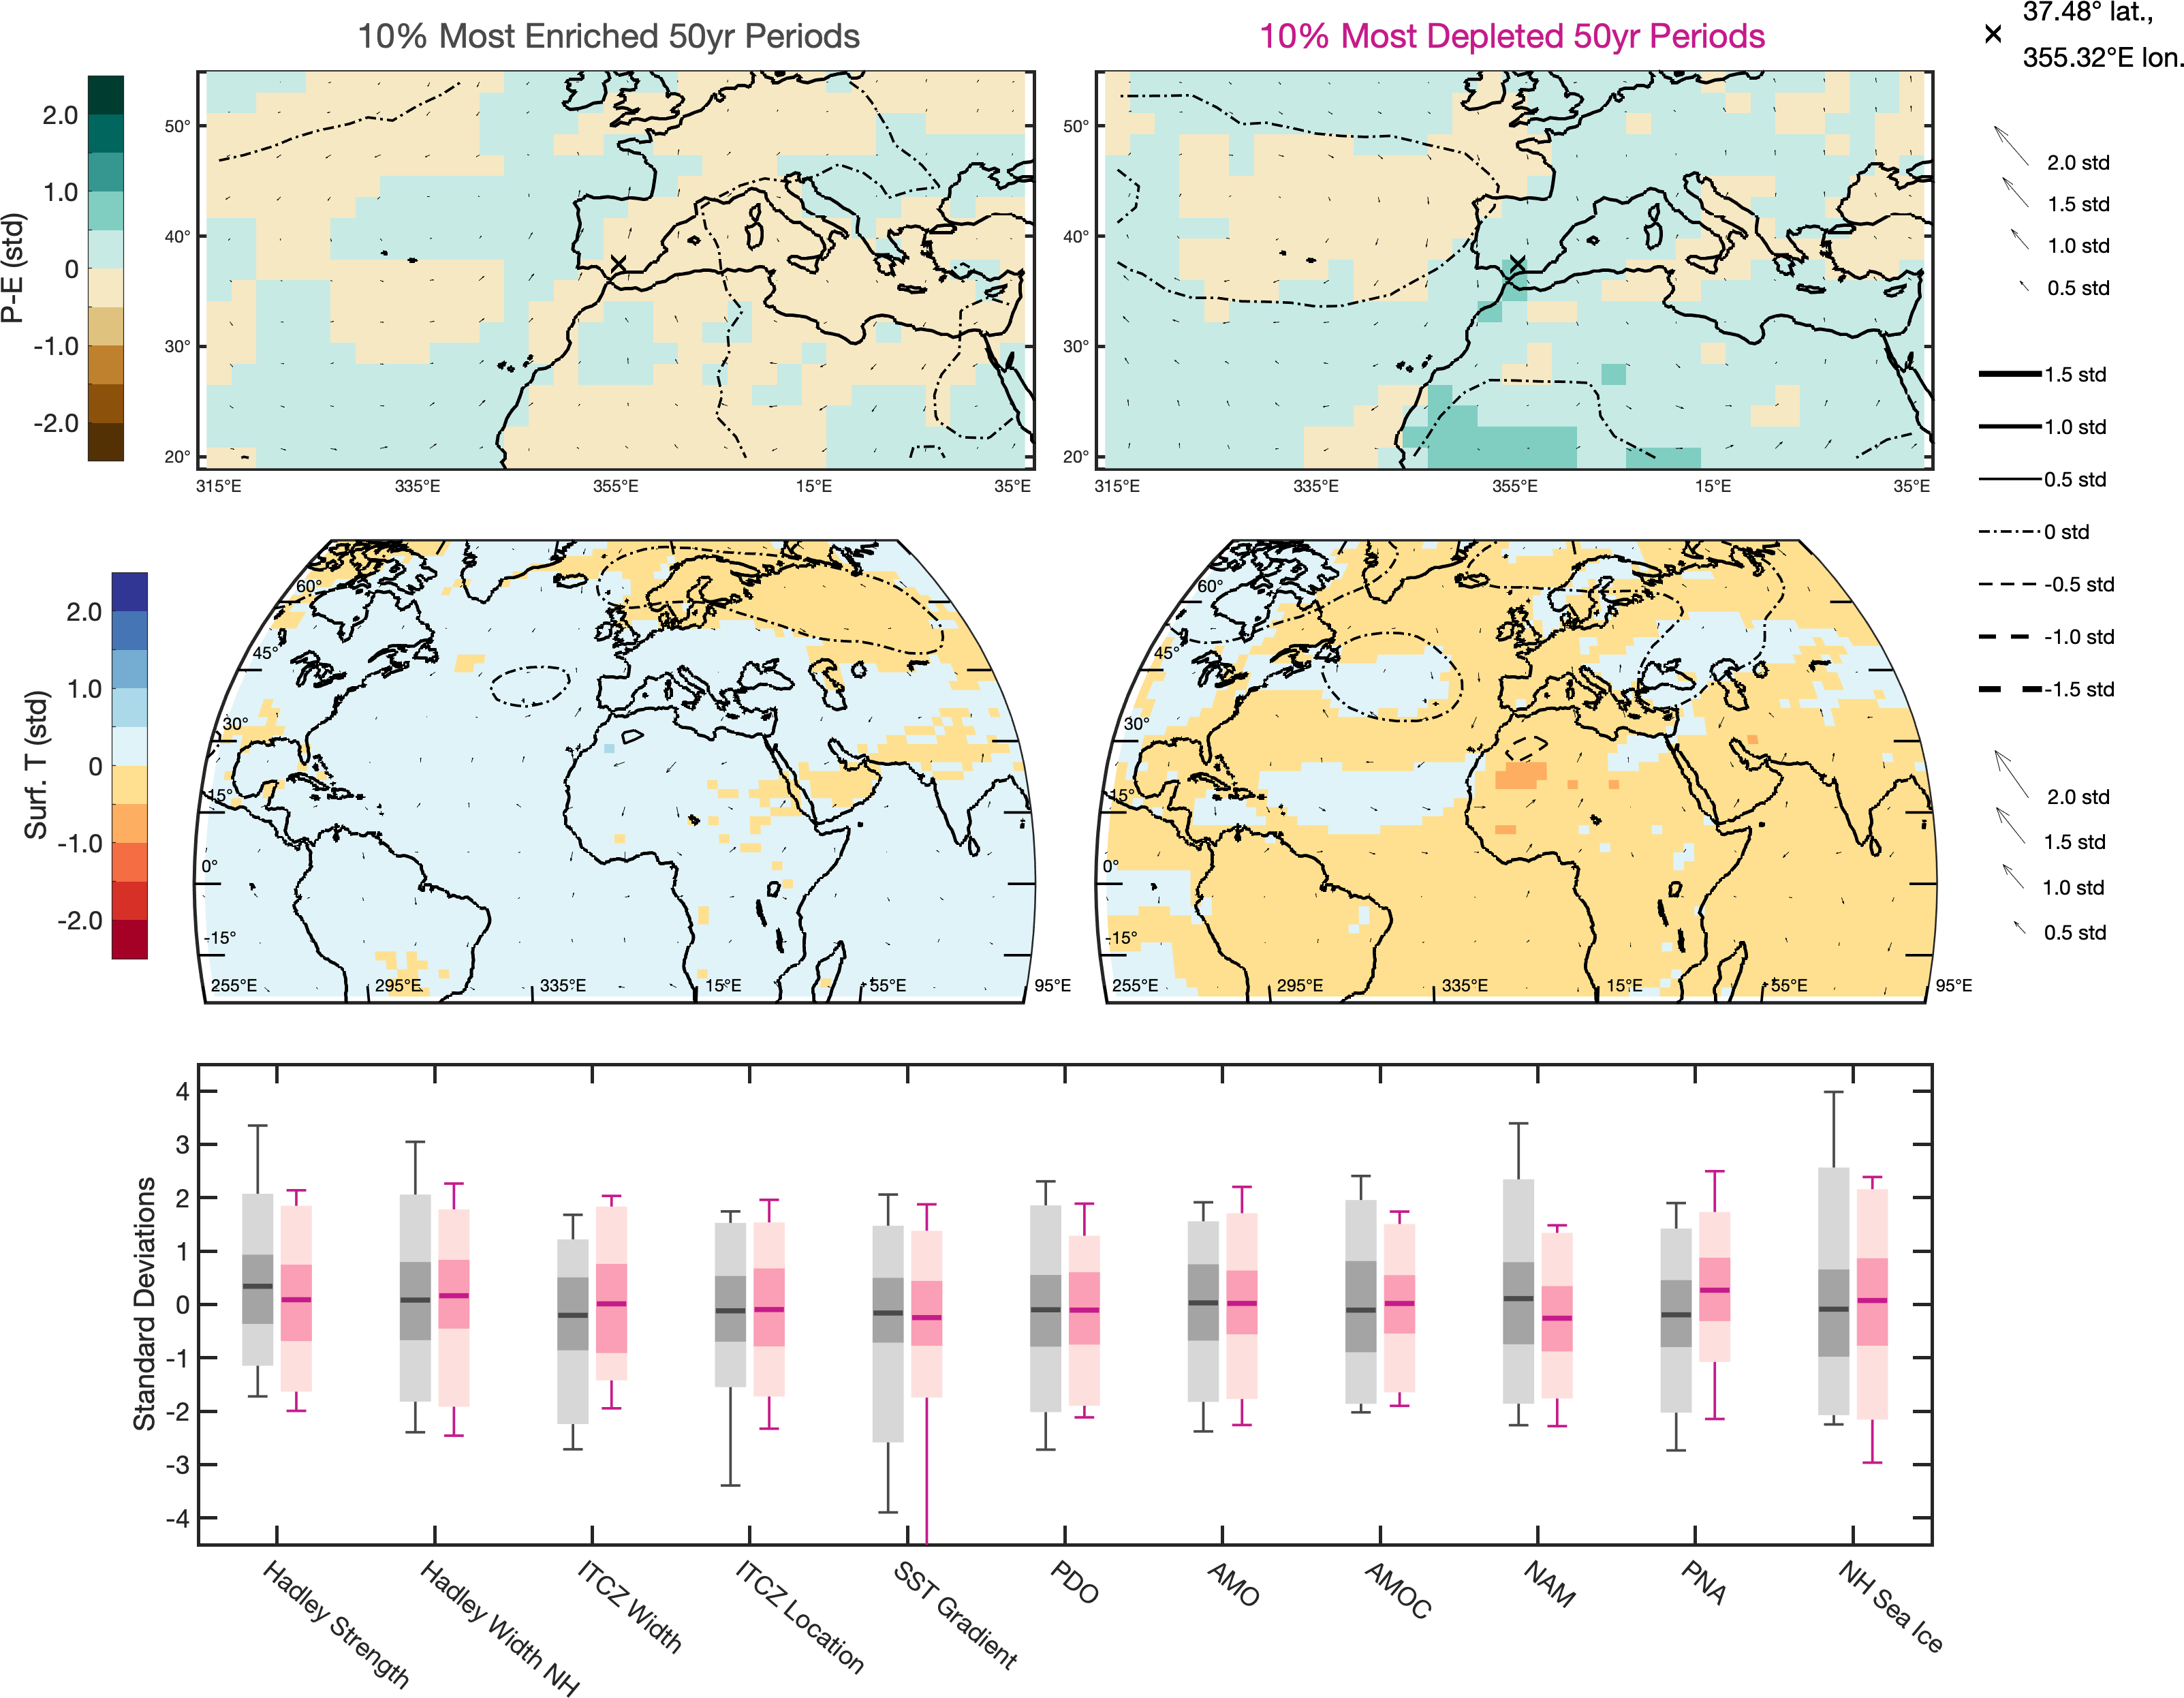 10% Most Enriched 50yr Periods
10% Most Depleted 50yr Periods
37.48° lat.,
355.32°E lon.
P-E (std)
2.0
1.0
0
-1.0
-2.0
50°
40°
30°
20°
315°E
335°E
355°E
15°E
35°E
50°
40°
30°
20°
315°E
335°E
355°E
15°E
35°E
2.0 std
1.5 std
1.0 std
0.5 std
1.5 std
1.0 std
0.5 std
0 std
-0.5 std
-1.0 std
-1.5 std
Surf. T (std)
2.0
1.0
0
-1.0
-2.0
60°
45°
30°
15°
0°
-15°
255°E
295°E
335°E
15°E
55°E
95°E
60°
45°
30°
15°
0°
-15°
255°E
295°E
335°E
15°E
55°E
95°E
2.0 std
1.5 std
1.0 std
0.5 std
Standard Deviations
4
3
2
1
0
-1
-2
-3
-4
Hadley Strength
Hadley Width NH
ITCZ Width
ITCZ Location
SST Gradient
PDO
AMO
AMOC
NAM
PNA
NH Sea Ice